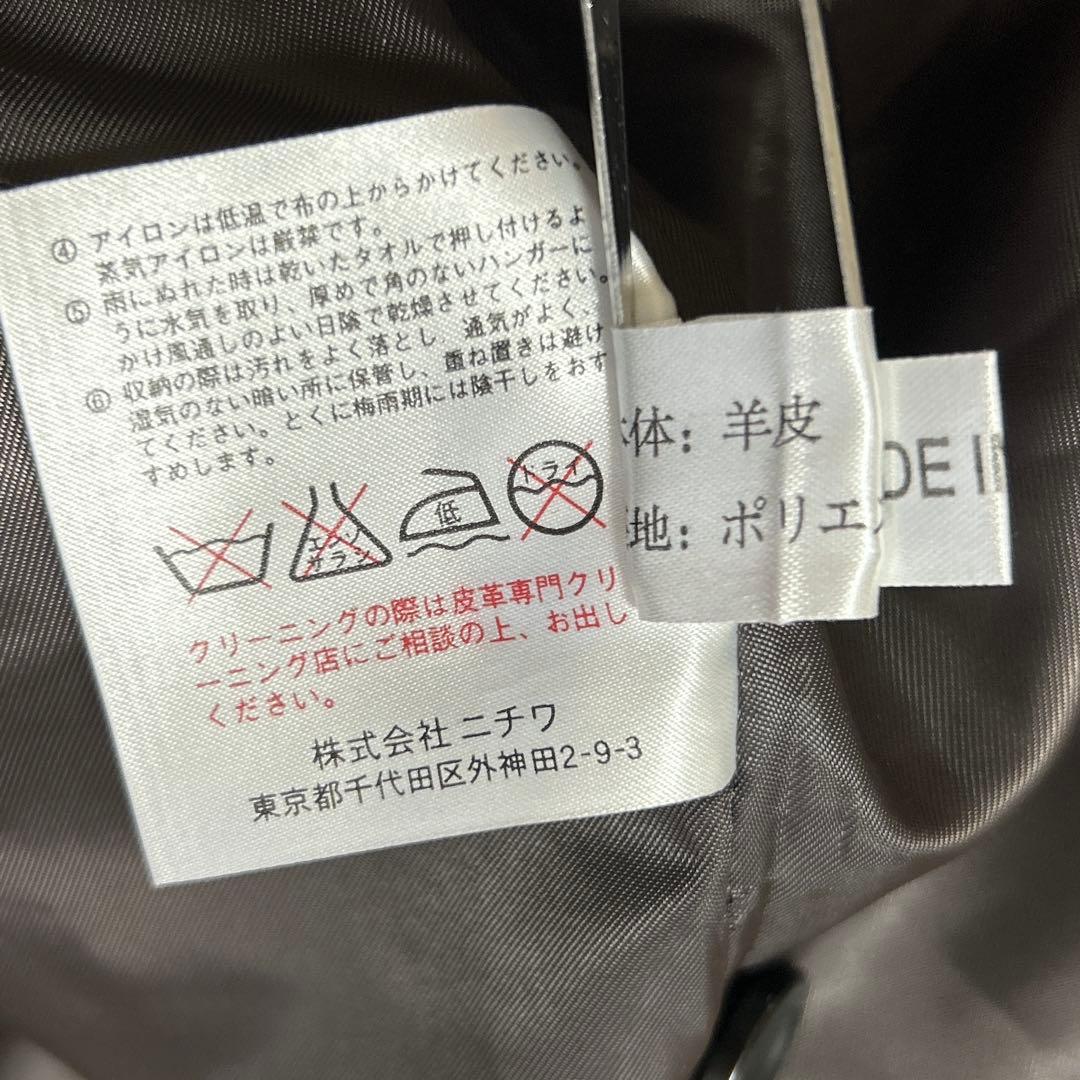 ④ アイロンは低温で布の上からかけてください。
蒸気アイロンは厳禁です。
⑤ 雨にぬれた時は乾いたタオルで押し付けるよ
うに水気を取り、厚めで角のないハンガーに
かけ風通しのよい日陰で乾燥させてください。
⑥ 収納の際は汚れをよく落とし、通気がよく、
湿気のない暗い所に保管し、重ね置きは避け
てください。とくに梅雨期には陰干しをおす
すめします。
エンソ
サラシ
低
ドライ
クリーニングの際は皮革専門クリ
ーニング店にご相談の上、お出し
ください。
株式会社 ニチワ
東京都千代田区外神田2-9-3
体: 羊皮
地: ポリエ
DE IN